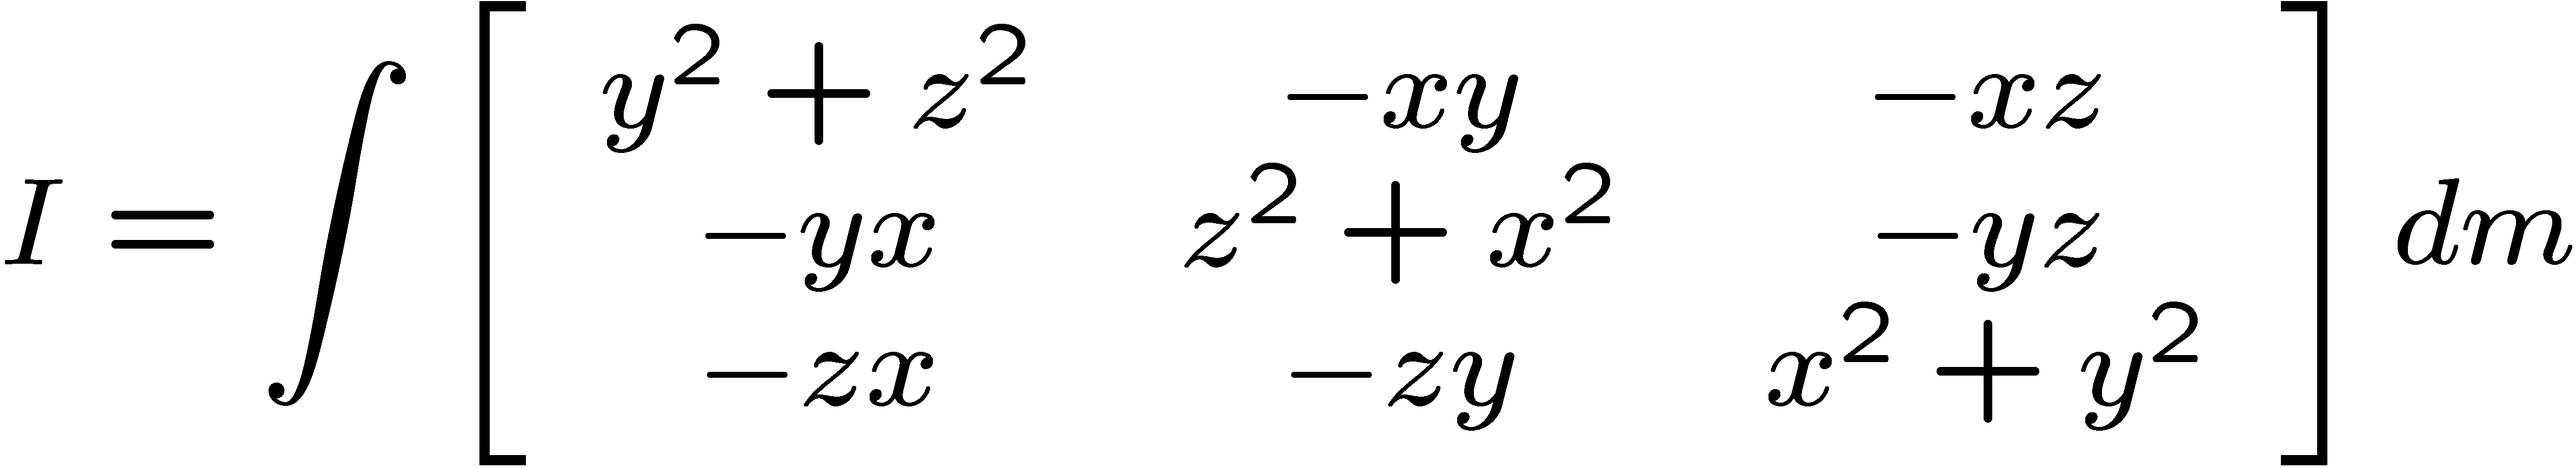 I = ∫ [ y² + z² −xy −xz
−yx z² + x² −yz
−zx −zy x² + y² ] dm